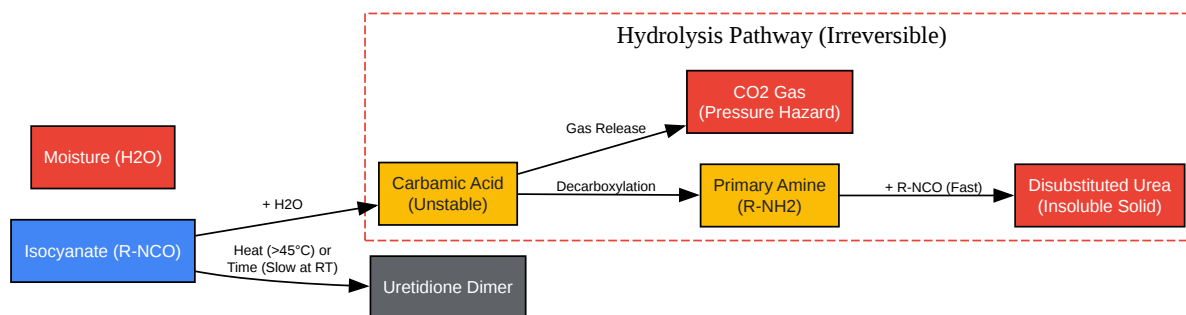 Hydrolysis Pathway (Irreversible)
CO2 Gas
(Pressure Hazard)
Gas Release
Moisture (H2O)
Carbamic Acid
(Unstable)
Decarboxylation
Primary Amine
(R-NH2)
+ R-NCO (Fast)
Disubstituted Urea
(Insoluble Solid)
+ H2O
Isocyanate (R-NCO)
Heat (>45°C) or
Time (Slow at RT)
Uretidione Dimer